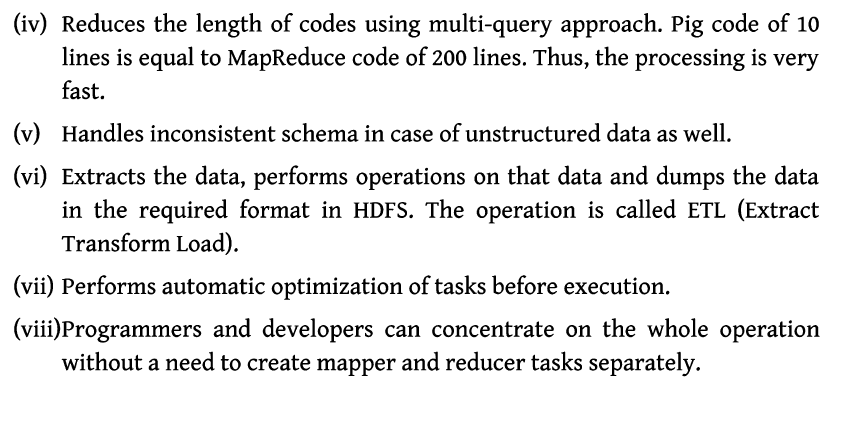 (iv) Reduces the length of codes using multi-query approach. Pig code of 10
lines is equal to MapReduce code of 200 lines. Thus, the processing is very
fast.
(v) Handles inconsistent schema in case of unstructured data as well.
(vi) Extracts the data, performs operations on that data and dumps the data
in the required format in HDFS. The operation is called ETL (Extract
Transform Load).
(vii) Performs automatic optimization of tasks before execution.
(viii)Programmers and developers can concentrate on the whole operation
without a need to create mapper and reducer tasks separately.